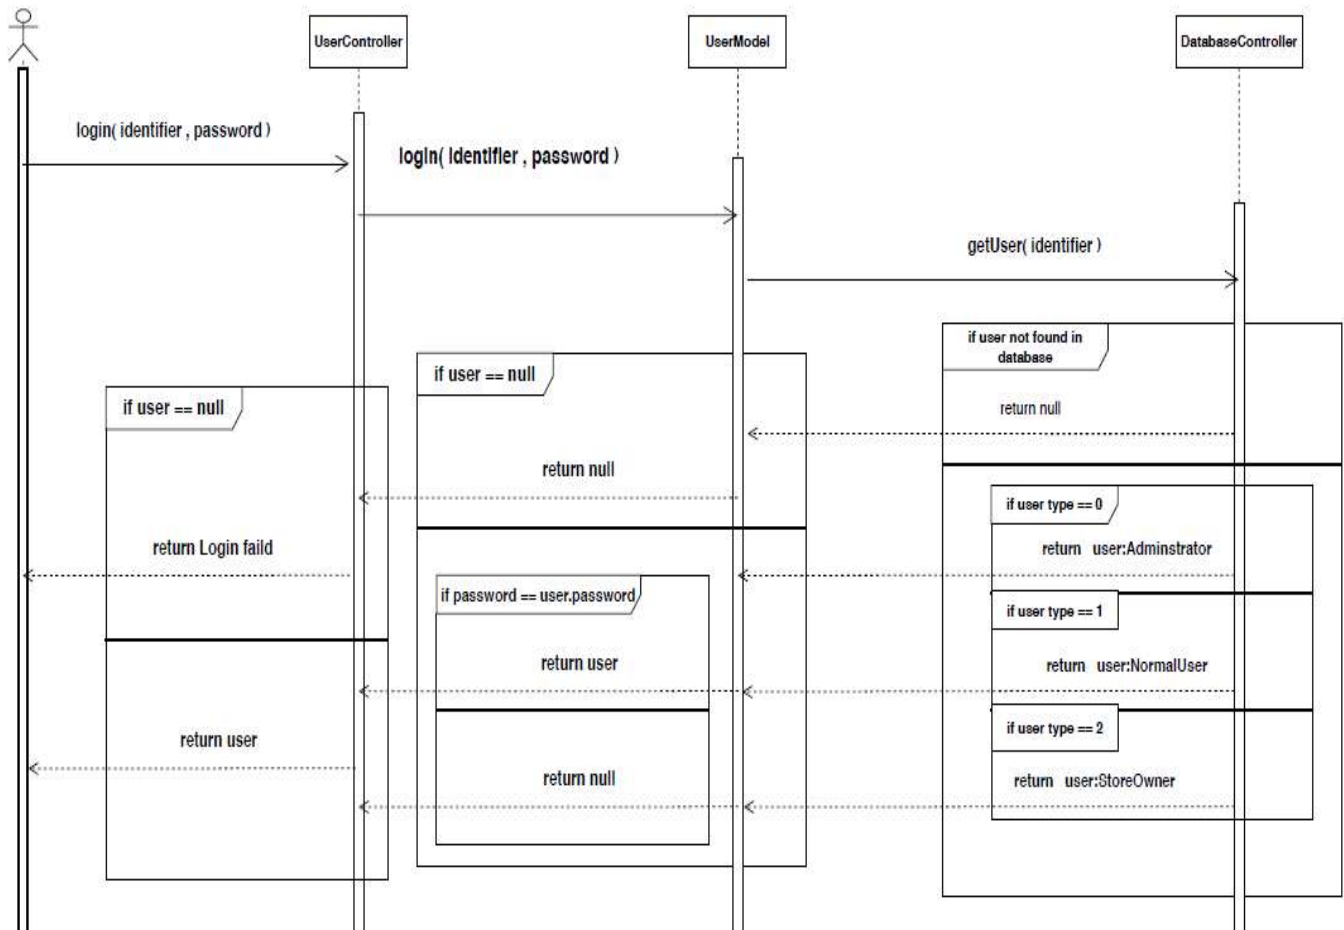 UserController
UserModel
DatabaseController
login( identifier , password )
login( identifier , password )
getUser( identifier )
if user not found in
database
if user == null
if user == null
return null
return null
if user type == 0
return Login faild
return user:Adminstrator
if password == user.password
if user type == 1
return user
return user:NormalUser
if user type == 2
return user
return null
return user:StoreOwner